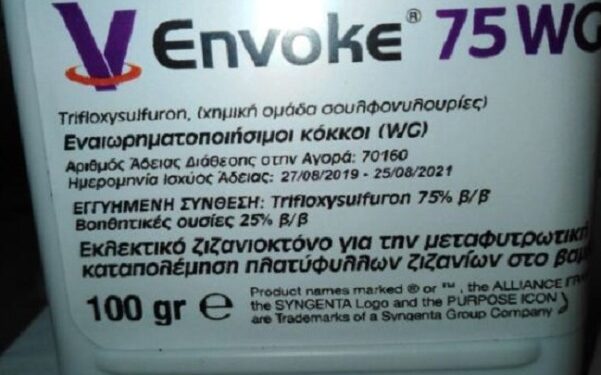 Envoke® 75 WG
Trifloxysulfuron, (χημική ομάδα σουλφονυλουρίες)
Εναιωρηματοποιήσιμοι κόκκοι (WG)
Αριθμός Άδειας Διάθεσης στην Αγορά: 70160
Ημερομηνία Ισχύος Άδειας: 27/08/2019 - 25/08/2021
ΕΓΓΥΗΜΕΝΗ ΣΥΝΘΕΣΗ: Trifloxysulfuron 75% β/β
Βοηθητικές ουσίες 25% β/β
Εκλεκτικό ζιζανιοκτόνο για την μεταφυτρωτική
καταπολέμηση πλατύφυλλων ζιζανίων στο
100 gr e
Product names marked ® or ™, the ALLIANCE
the SYNGENTA Logo and the PURPOSE ICON
are Trademarks of a Syngenta Group Company